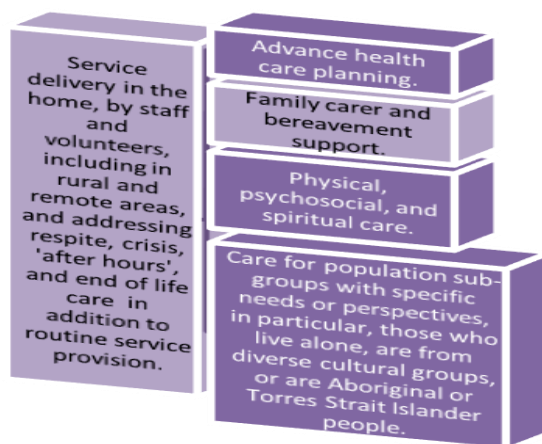 Service
delivery in the
home, by staff
and
volunteers,
including in
rural and
remote areas,
and addressing
respite, crisis,
'after hours',
and end of life
care in
addition to
routine service
provision.
Advance health
care planning.
Family carer and
bereavement
support.
Physical,
psychosocial, and
spiritual care.
Care for population sub-
groups with specific
needs or perspectives,
in particular, those who
live alone, are from
diverse cultural groups,
or are Aboriginal or
Torres Strait Islander
people.